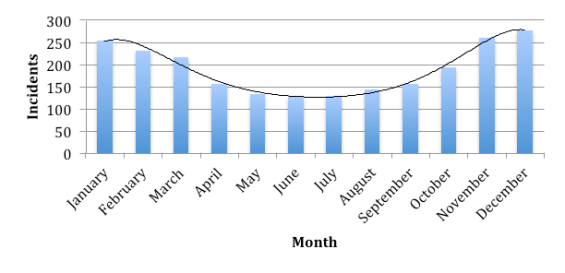 300
250
200
150
100
50
0
Incidents
January
February
March
April
May
June
July
August
September
October
November
December
Month